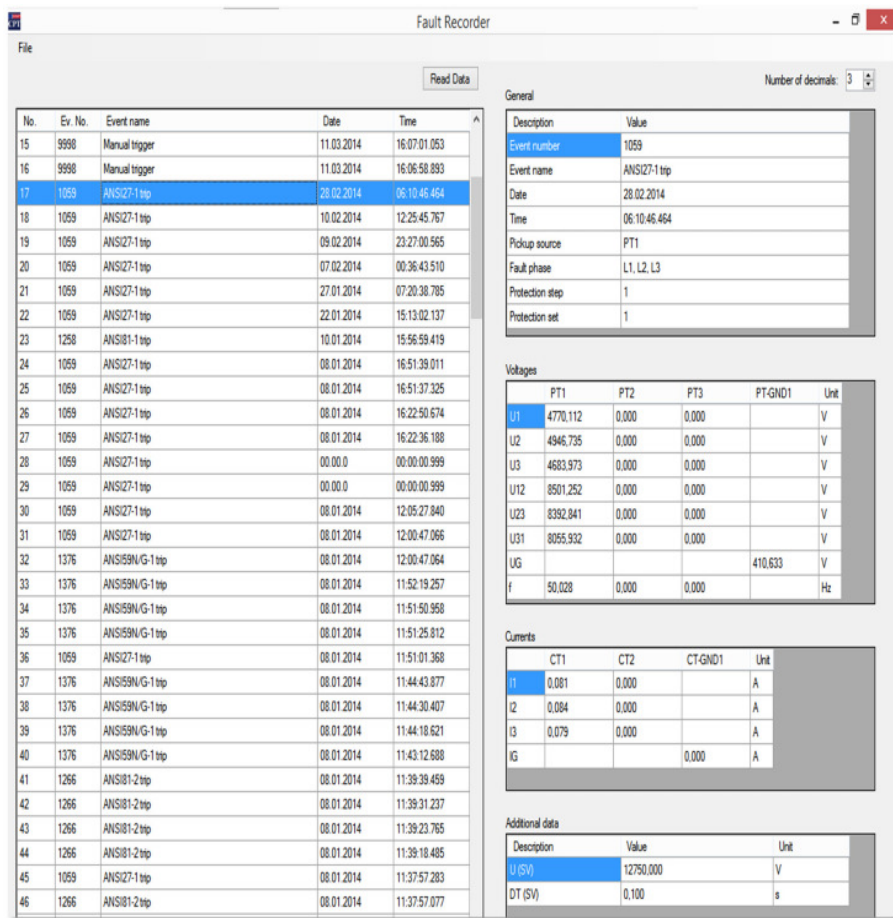 CPT Fault Recorder
File
Read Data
No. Ev. No. Event name Date Time
15 9998 Manual trigger 11.03.2014 16:07:01.053
16 9998 Manual trigger 11.03.2014 16:06:58.893
17 1059 ANSI27-1 trip 28.02.2014 06:10:46.464
18 1059 ANSI27-1 trip 10.02.2014 12:25:45.767
19 1059 ANSI27-1 trip 09.02.2014 23:27:00.565
20 1059 ANSI27-1 trip 07.02.2014 00:36:43.510
21 1059 ANSI27-1 trip 27.01.2014 07:20:38.785
22 1059 ANSI27-1 trip 22.01.2014 15:13:02.137
23 1258 ANSI81-1 trip 10.01.2014 15:56:59.419
24 1059 ANSI27-1 trip 08.01.2014 16:51:39.011
25 1059 ANSI27-1 trip 08.01.2014 16:51:37.325
26 1059 ANSI27-1 trip 08.01.2014 16:22:50.674
27 1059 ANSI27-1 trip 08.01.2014 16:22:36.188
28 1059 ANSI27-1 trip 00.00.0 00:00:00.999
29 1059 ANSI27-1 trip 00.00.0 00:00:00.999
30 1059 ANSI27-1 trip 08.01.2014 12:05:27.840
31 1059 ANSI27-1 trip 08.01.2014 12:00:47.066
32 1376 ANSI59N/G-1 trip 08.01.2014 12:00:47.064
33 1376 ANSI59N/G-1 trip 08.01.2014 11:52:19.257
34 1376 ANSI59N/G-1 trip 08.01.2014 11:51:50.958
35 1376 ANSI59N/G-1 trip 08.01.2014 11:51:25.812
36 1059 ANSI27-1 trip 08.01.2014 11:51:01.368
37 1376 ANSI59N/G-1 trip 08.01.2014 11:44:43.877
38 1376 ANSI59N/G-1 trip 08.01.2014 11:44:30.407
39 1376 ANSI59N/G-1 trip 08.01.2014 11:44:18.621
40 1376 ANSI59N/G-1 trip 08.01.2014 11:43:12.688
41 1266 ANSI81-2 trip 08.01.2014 11:39:39.459
42 1266 ANSI81-2 trip 08.01.2014 11:39:31.237
43 1266 ANSI81-2 trip 08.01.2014 11:39:23.765
44 1266 ANSI81-2 trip 08.01.2014 11:39:18.485
45 1059 ANSI27-1 trip 08.01.2014 11:37:57.283
46 1266 ANSI81-2 trip 08.01.2014 11:37:57.077
Number of decimals: 3
General
Description Value
Event number 1059
Event name ANSI27-1 trip
Date 28.02.2014
Time 06:10:46.464
Pickup source PT1
Fault phase L1, L2, L3
Protection step 1
Protection set 1
Voltages
PT1 PT2 PT3 PT-GND1 Unit
U1 4770,112 0,000 0,000 V
U2 4946,735 0,000 0,000 V
U3 4683,973 0,000 0,000 V
U12 8501,252 0,000 0,000 V
U23 8392,841 0,000 0,000 V
U31 8055,932 0,000 0,000 V
UG 410,633 V
f 50,028 0,000 0,000 Hz
Currents
CT1 CT2 CT-GND1 Unit
I1 0,081 0,000 A
I2 0,084 0,000 A
I3 0,079 0,000 A
IG 0,000 A
Additional data
Description Value Unit
U (SV) 12750,000 V
DT (SV) 0,100 s